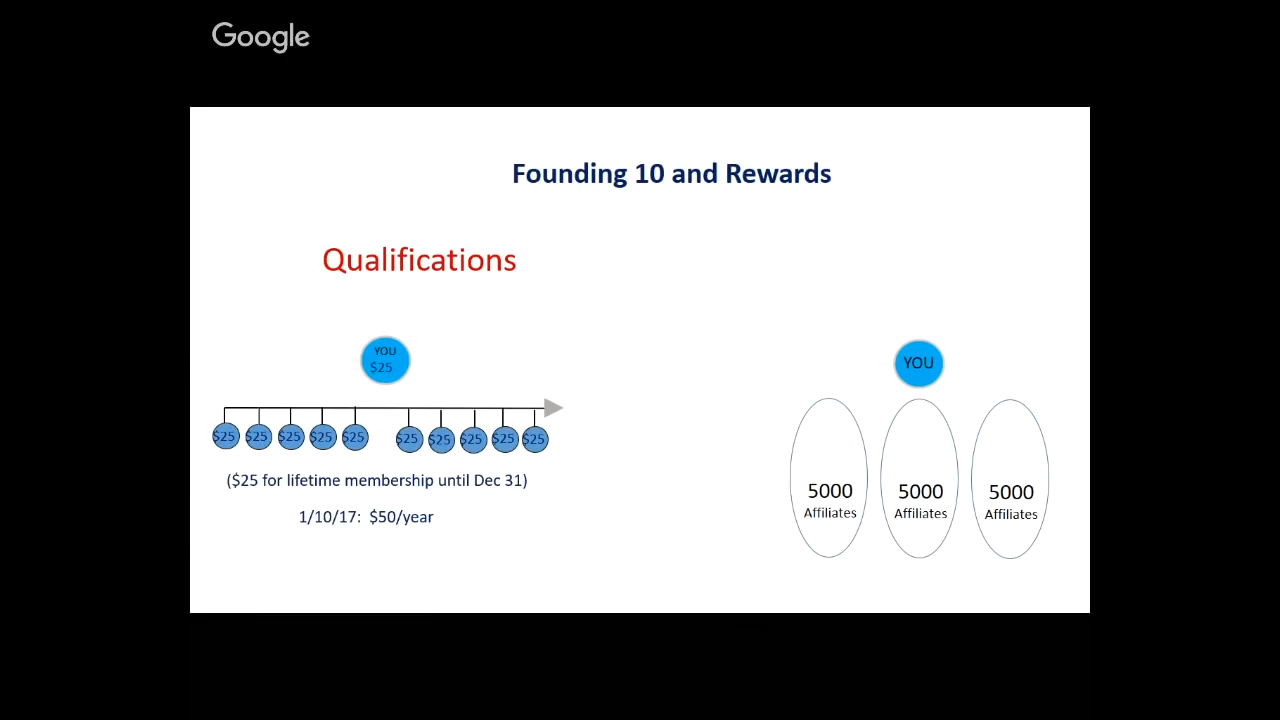 Google
Founding 10 and Rewards
Qualifications
YOU
$25
$25 $25 $25 $25 $25 $25 $25 $25 $25 $25
($25 for lifetime membership until Dec 31)
1/10/17: $50/year
YOU
5000 5000 5000
Affiliates Affiliates Affiliates